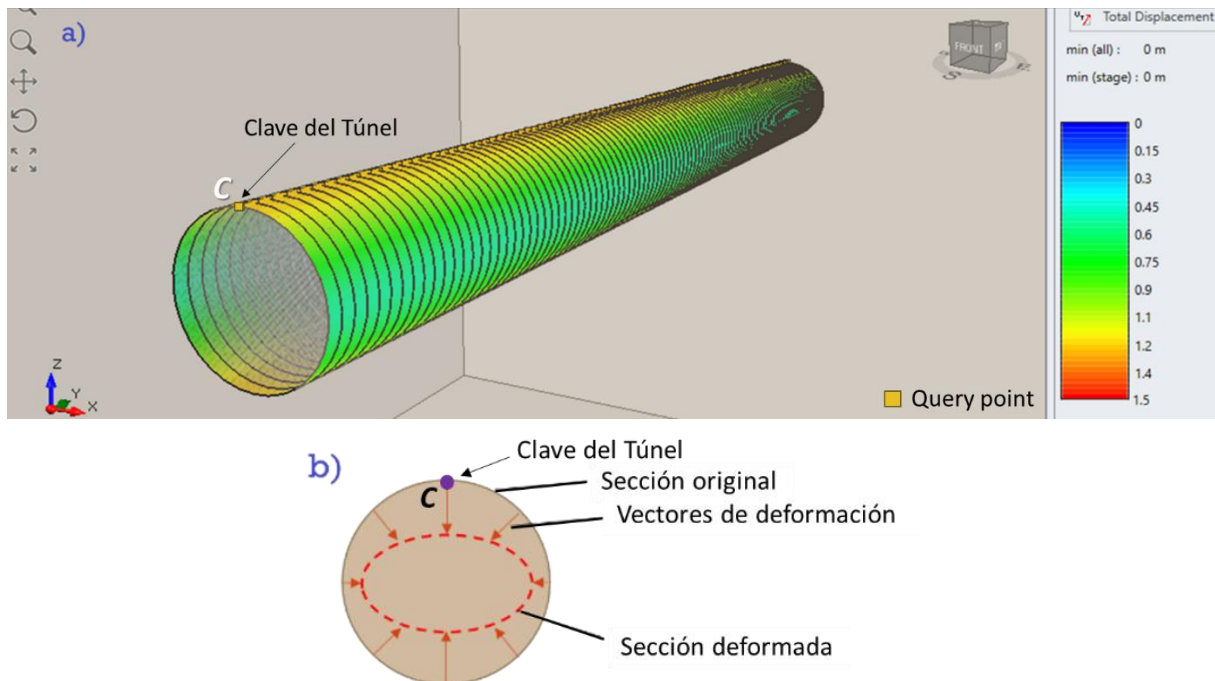 a)
Total Displacement
min (all) : 0 m
min (stage) : 0 m
FRONT
Clave del Túnel
C
0
0.15
0.3
0.45
0.6
0.75
0.9
1.1
1.2
1.4
1.5
Z
Y
X
Query point
b)
Clave del Túnel
C
Sección original
Vectores de deformación
Sección deformada